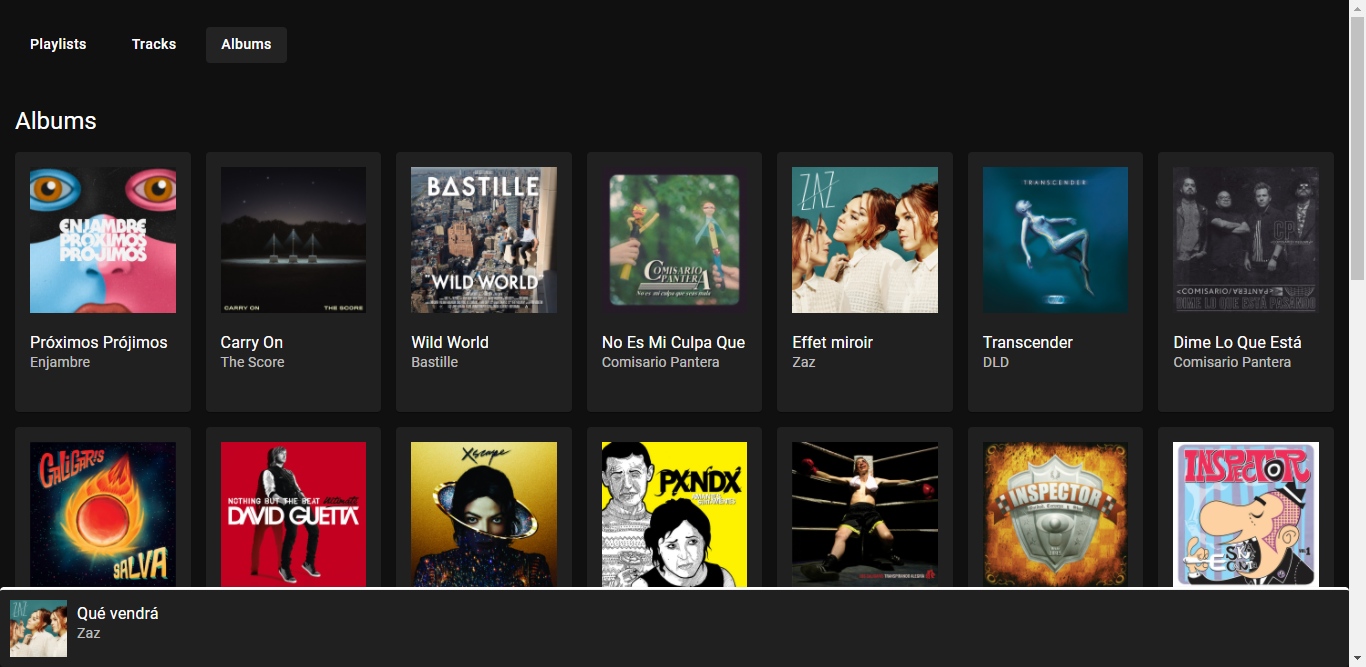 Playlists
Tracks
Albums
Albums
ENJAMBRE
PRÓXIMOS
PRÓJIMOS
CARRY ON
THE SCORE
BASTILLE
"WILD WORLD"
COMISARIO
PANTERA
No es mi culpa que seas mala
ZAZ
TRANSCENDER
<COMISARIO/PANTERA>
DIME LO QUE ESTÁ PASANDO
Próximos Prójimos
Carry On
Wild World
No Es Mi Culpa Que
Effet miroir
Transcender
Dime Lo Que Está
Enjambre
The Score
Bastille
Comisario Pantera
Zaz
DLD
Comisario Pantera
CALIGARIS
SALVA
NOTHING BUT THE BEAT Ultimate
DAVID GUETTA
Xscape
PXNDX
INSPECTOR
INSPECTOR
Qué vendrá
Zaz